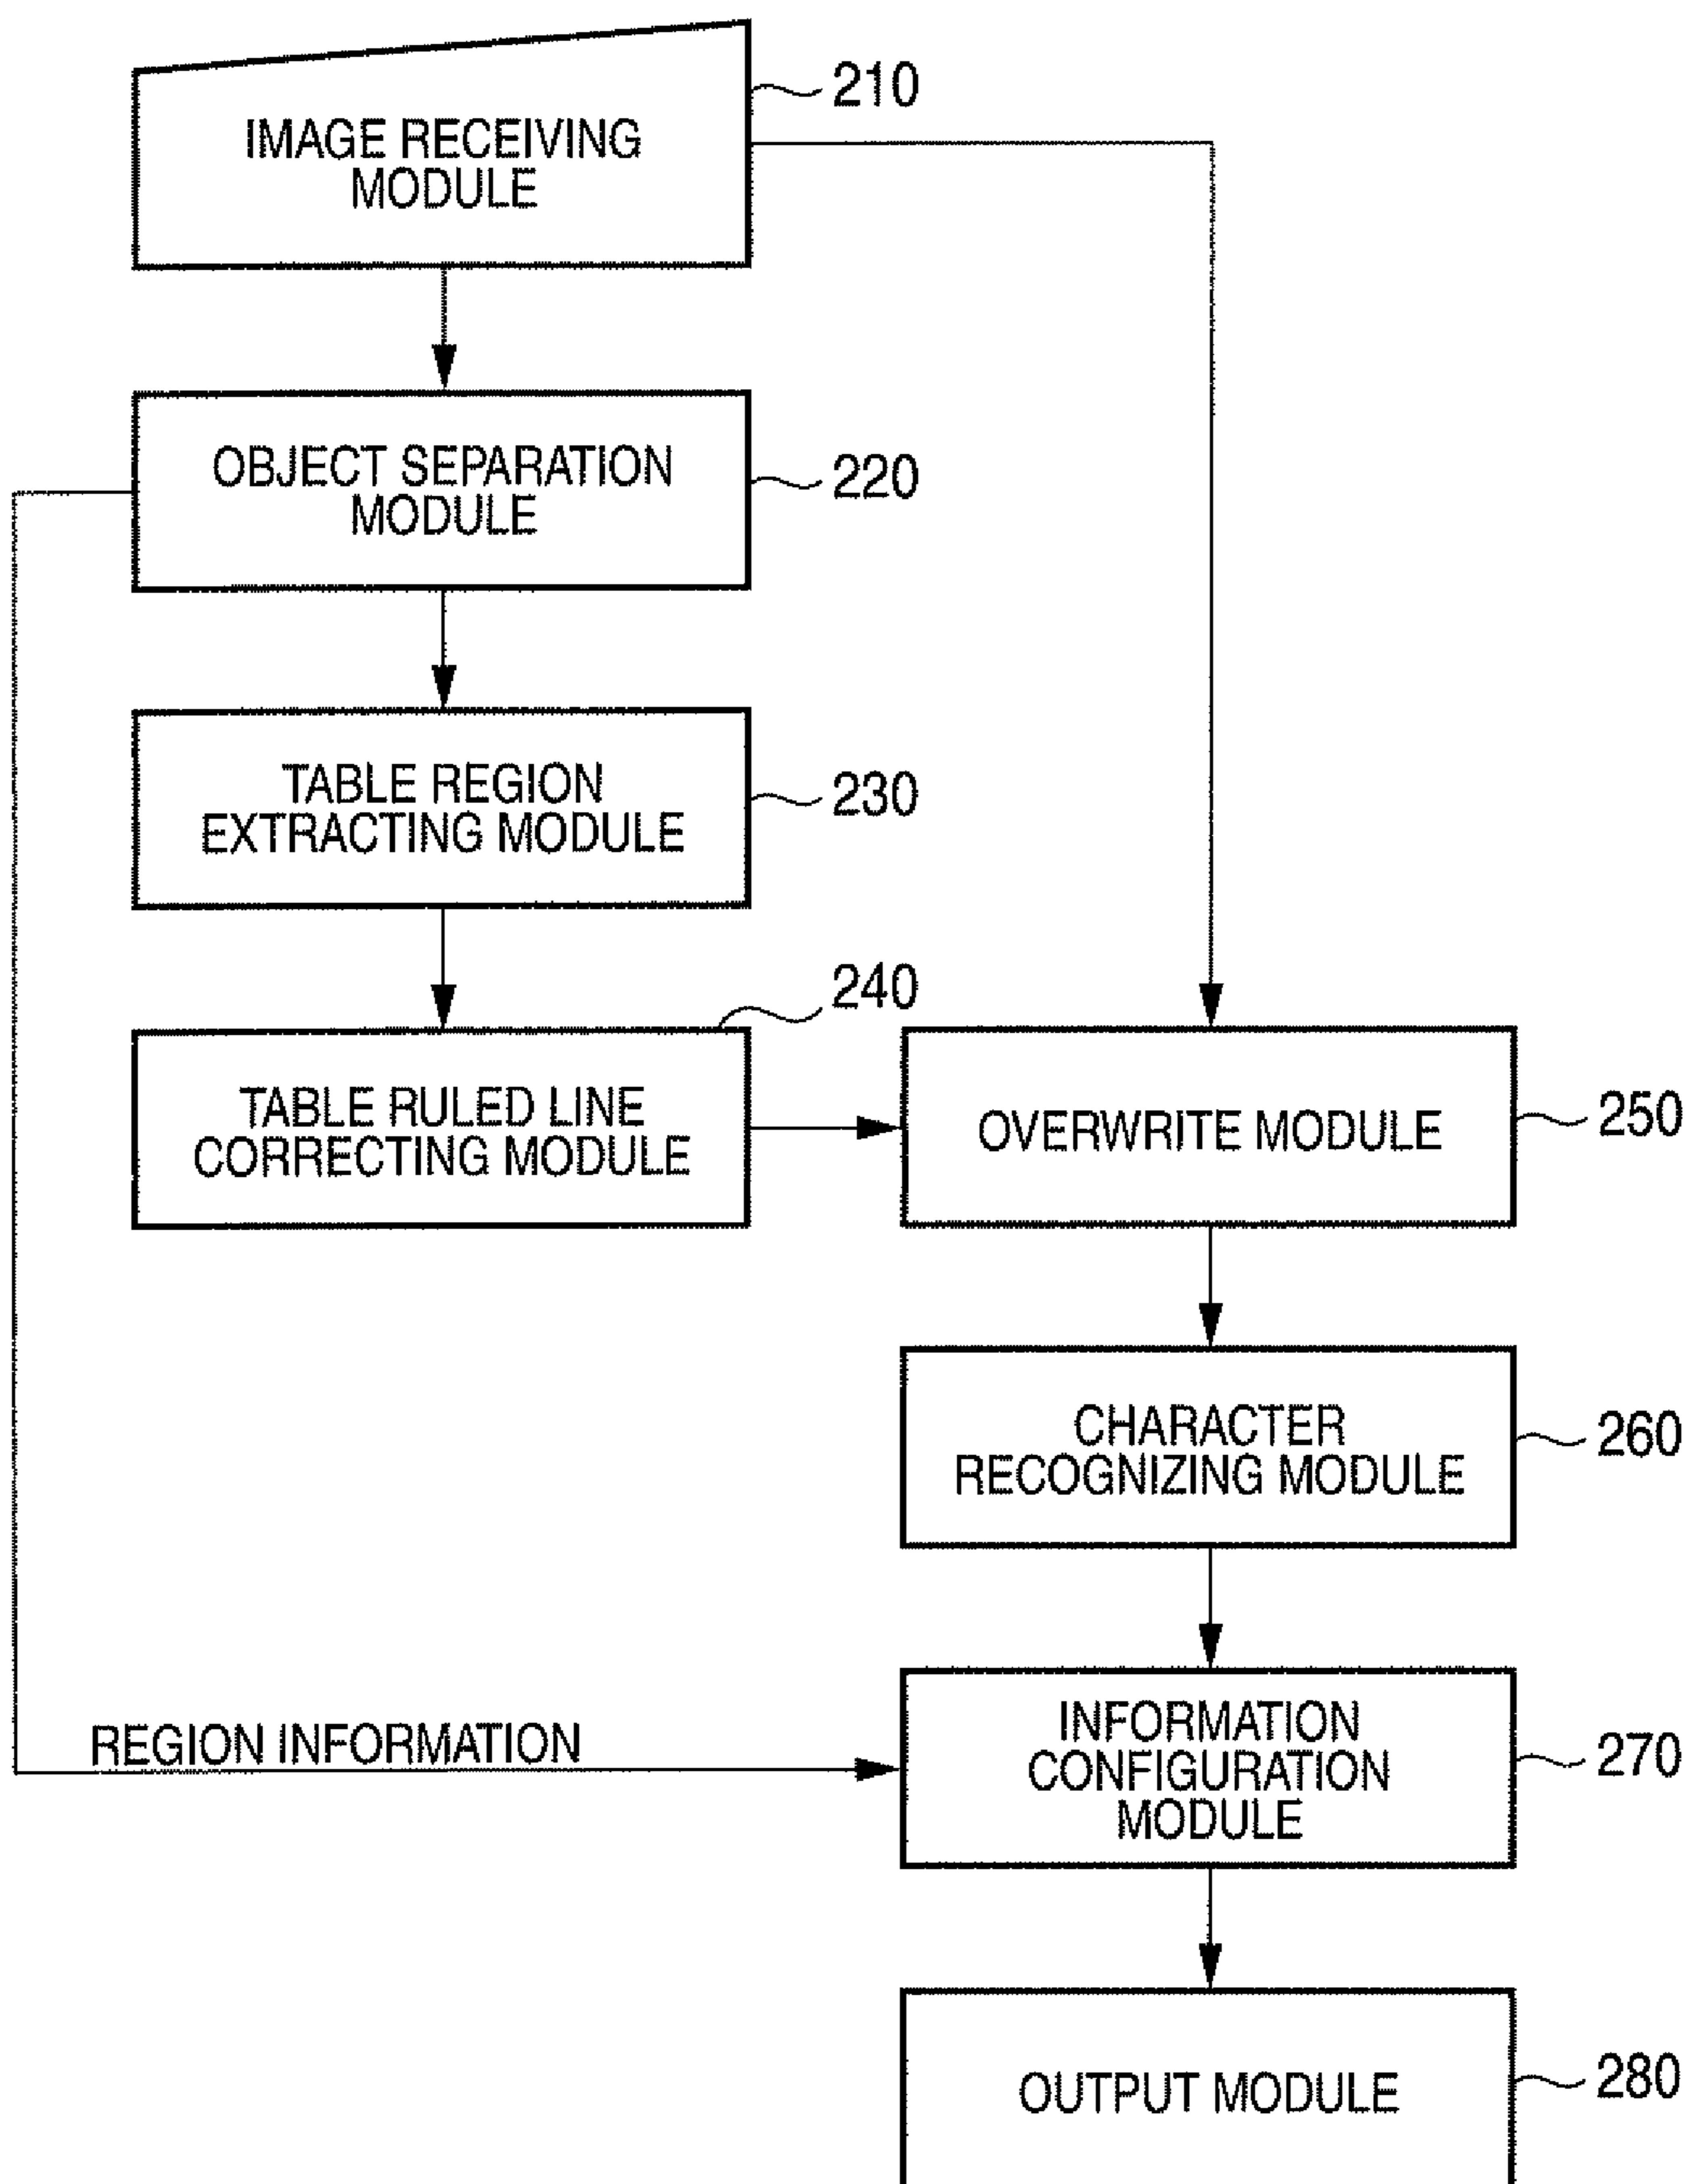 IMAGE RECEIVING
MODULE
210
OBJECT SEPARATION
MODULE
220
TABLE REGION
EXTRACTING MODULE
230
TABLE RULED LINE
CORRECTING MODULE
240
OVERWRITE MODULE
250
CHARACTER
RECOGNIZING MODULE
260
REGION INFORMATION
INFORMATION
CONFIGURATION
MODULE
270
OUTPUT MODULE
280